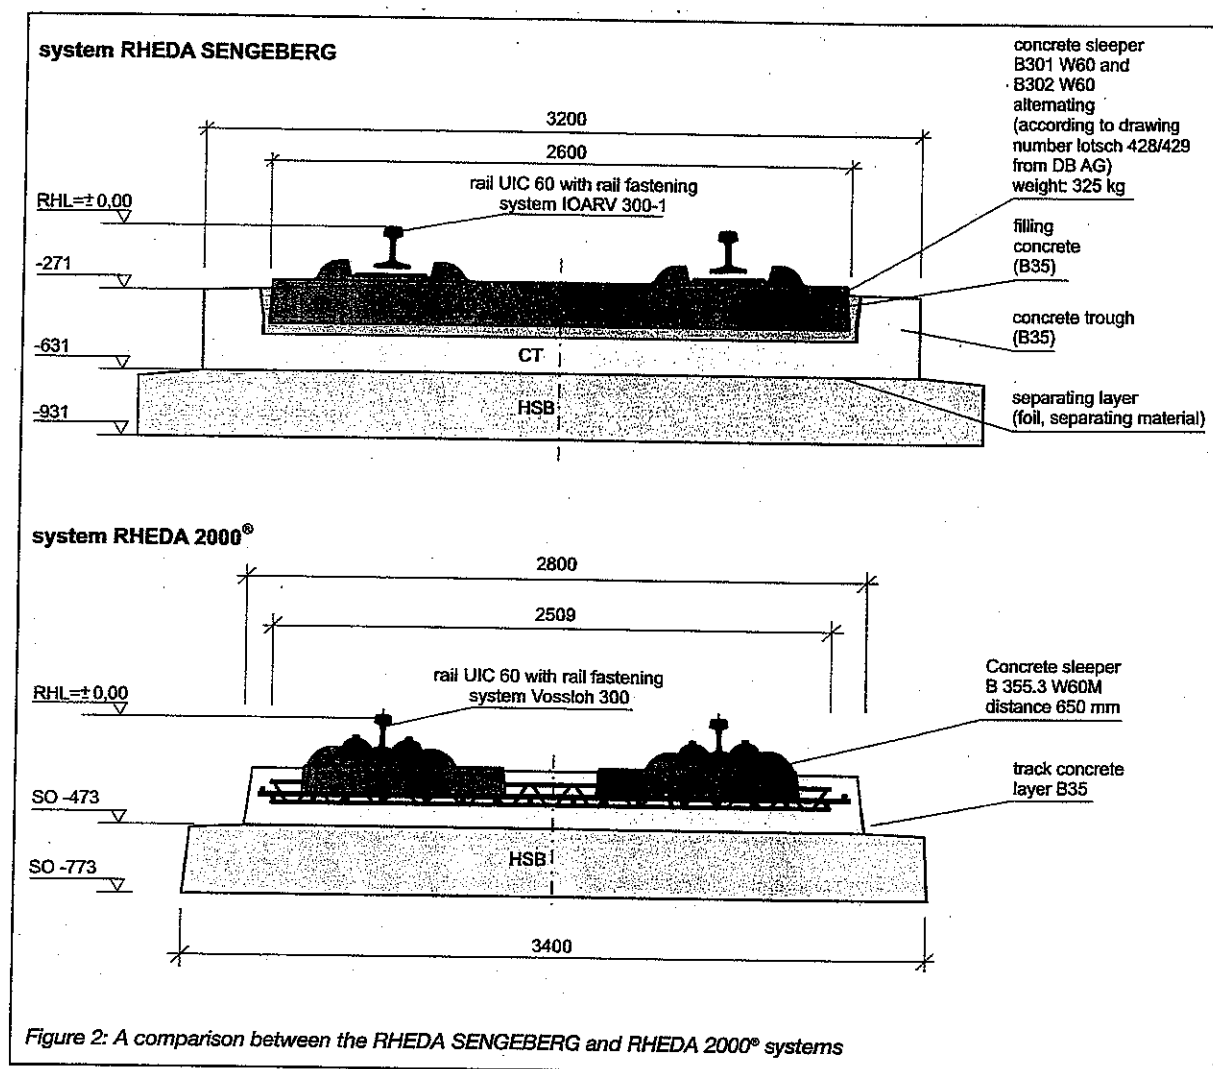 system RHEDA SENGEBERG
concrete sleeper
B301 W60 and
B302 W60
alternating
(according to drawing
number lotsch 428/429
from DB AG)
weight: 325 kg
3200
2600
rail UIC 60 with rail fastening
system IOARV 300-1
RHL=± 0,00
filling
concrete
(B35)
-271
concrete trough
(B35)
-631
CT
separating layer
(foil, separating material)
-931
HSB
system RHEDA 2000®
2800
2509
rail UIC 60 with rail fastening
system Vossloh 300
Concrete sleeper
B 355.3 W60M
distance 650 mm
RHL=± 0,00
track concrete
layer B35
SO -473
HSB
SO -773
3400
Figure 2: A comparison between the RHEDA SENGEBERG and RHEDA 2000® systems